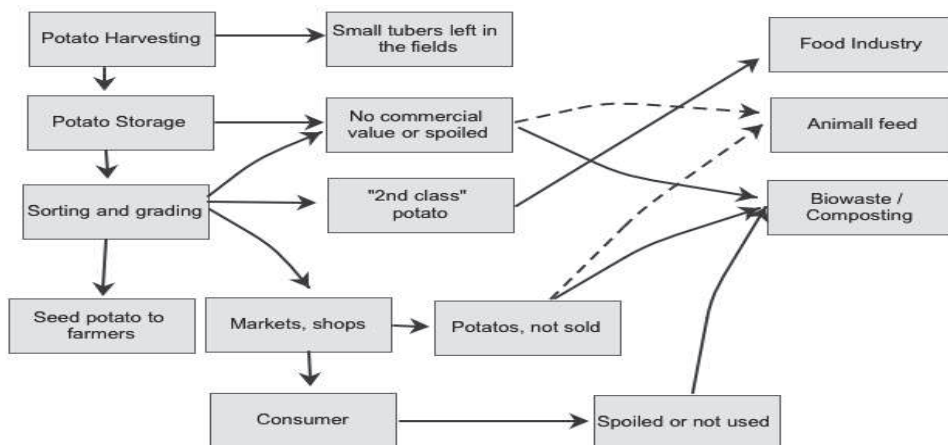 Potato Harvesting
Small tubers left in
the fields
Food Industry
Potato Storage
No commercial
value or spoiled
Animall feed
Sorting and grading
"2nd class"
potato
Biowaste /
Composting
Seed potato to
farmers
Markets, shops
Potatos, not sold
Consumer
Spoiled or not used